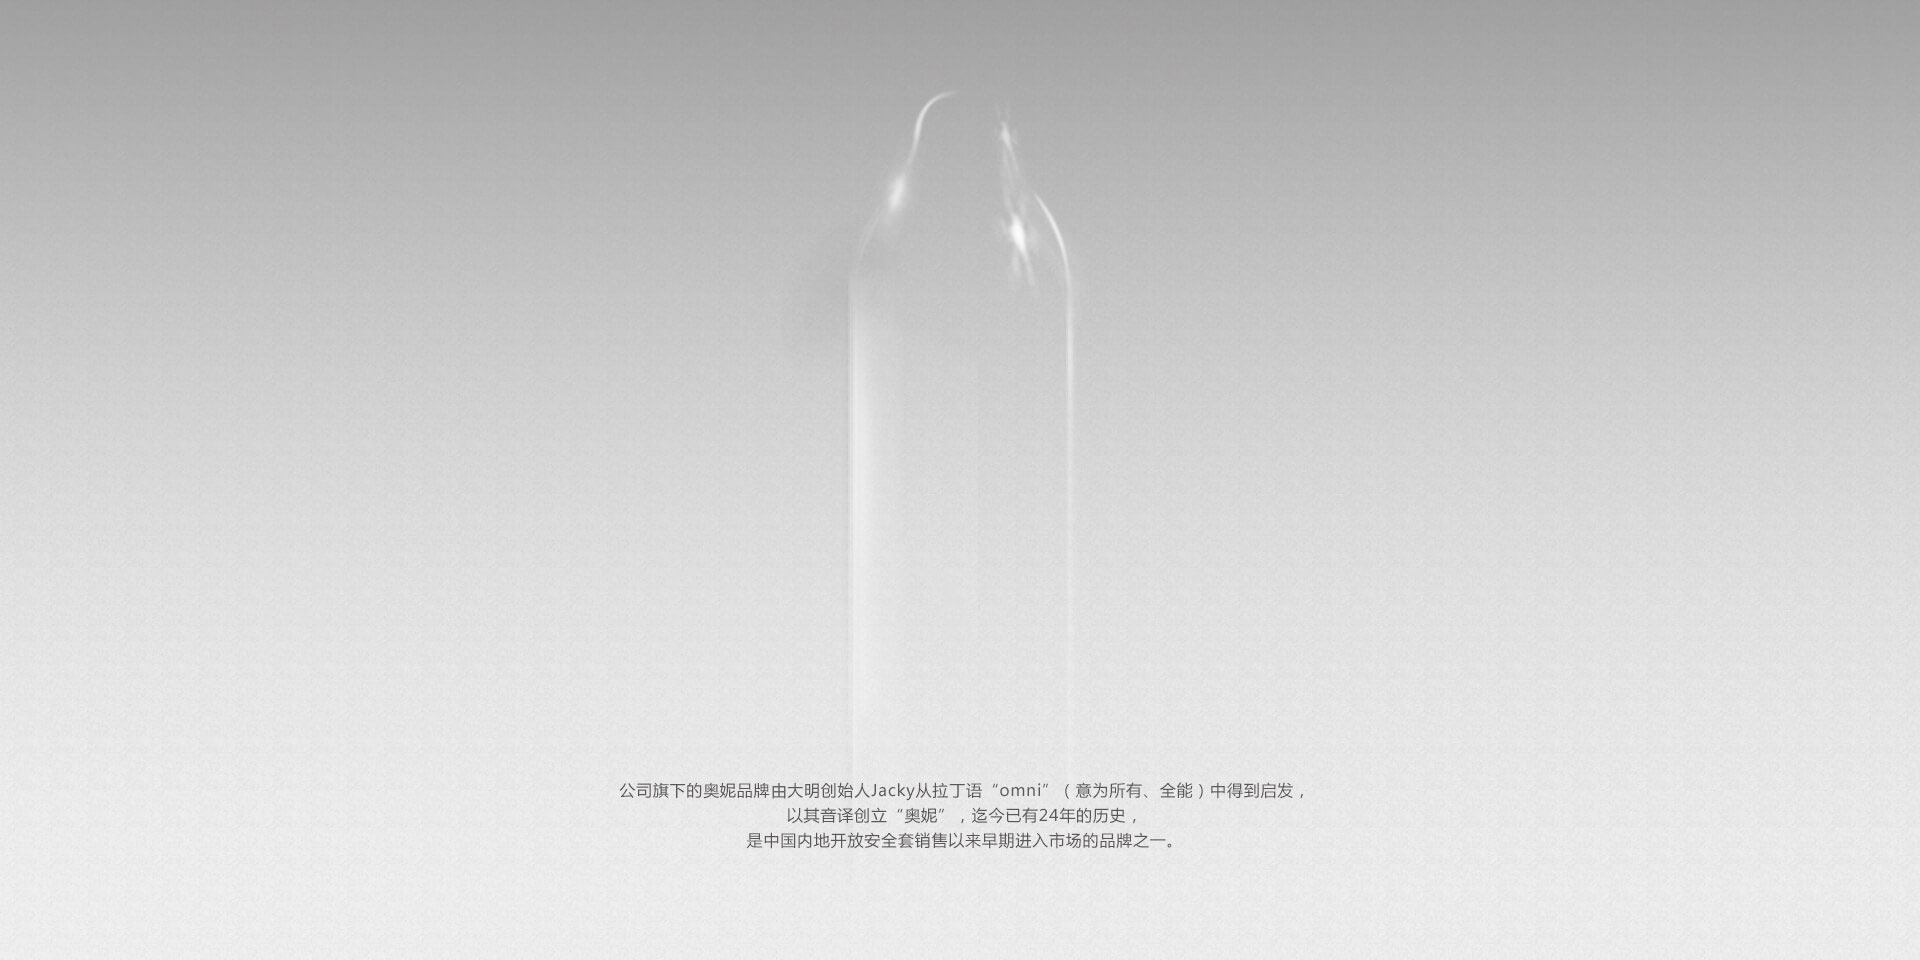 公司旗下的奥妮品牌由大明创始人Jacky从拉丁语“omni”（意为所有、全能）中得到启发，
以其音译创立“奥妮”，迄今已有24年的历史，
是中国内地开放安全套销售以来早期进入市场的品牌之一。